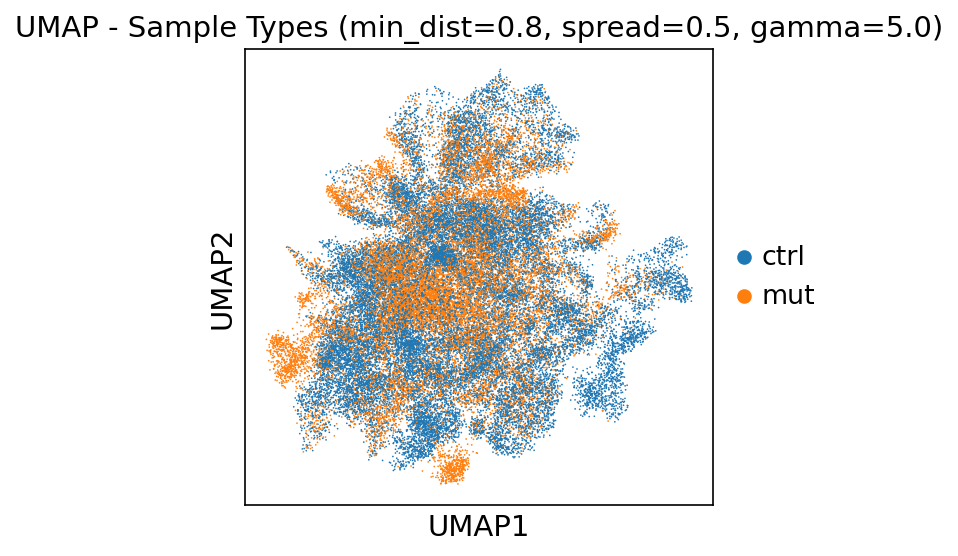 UMAP - Sample Types (min_dist=0.8, spread=0.5, gamma=5.0)
UMAP2
ctrl
mut
UMAP1